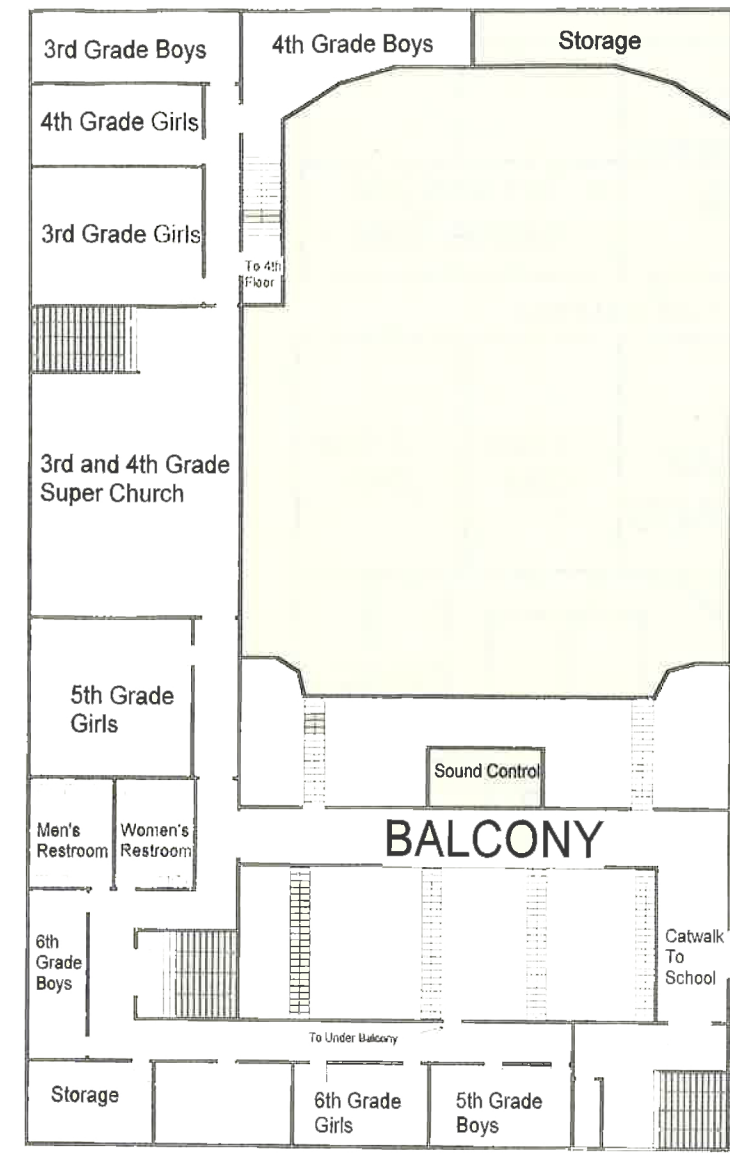 3rd Grade Boys
4th Grade Boys
Storage
4th Grade Girls
3rd Grade Girls
To 4th
Floor
3rd and 4th Grade
Super Church
5th Grade
Girls
Sound Control
Men's
Restroom
Women's
Restroom
BALCONY
6th
Grade
Boys
Catwalk
To
School
To Under Balcony
Storage
6th Grade
Girls
5th Grade
Boys